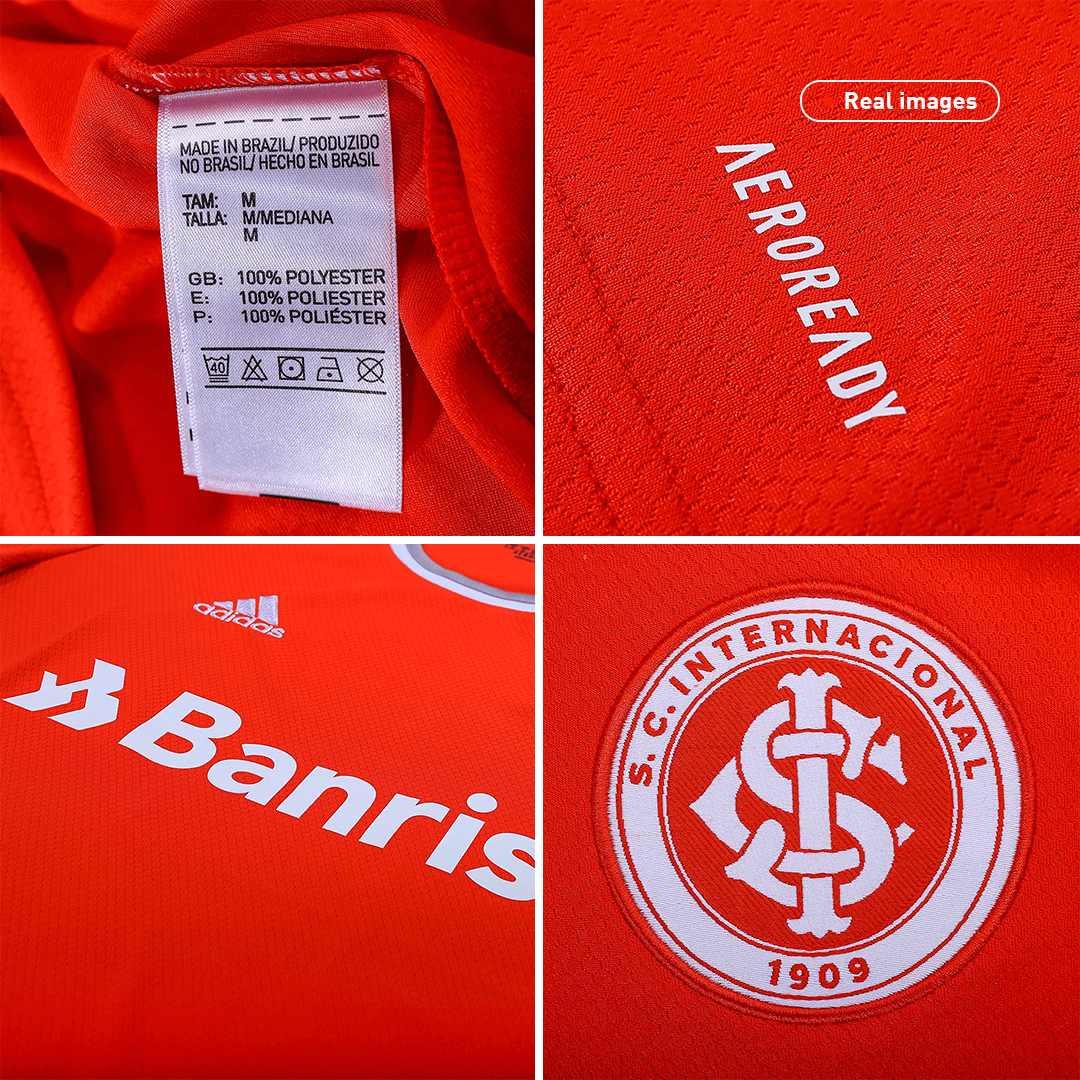 MADE IN BRAZIL/ PRODUZIDO
NO BRASIL/ HECHO EN BRASIL
TAM: M
TALLA: M/MEDIANA
M
GB: 100% POLYESTER
E: 100% POLIESTER
P: 100% POLIÉSTER
40
Real images
AEROREADY
adidas
Banris
S. C. INTERNACIONAL
1909